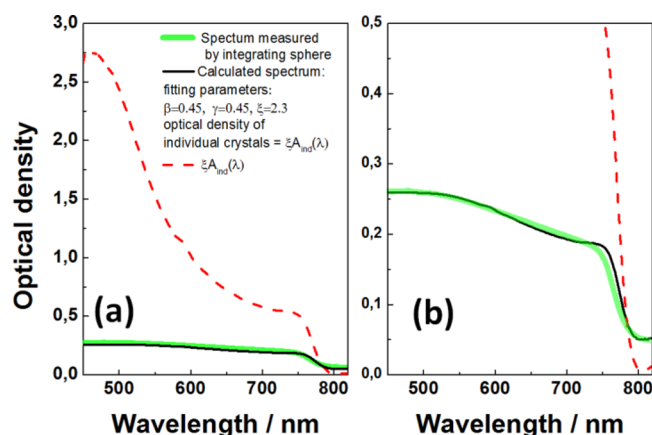 3,0
2,5
2,0
1,5
1,0
0,5
0,0
Optical density
Spectum measured
by integrating sphere
Calculated spectrum:
fitting parameters:
β=0.45, γ=0.45, ξ=2.3
optical density of
individual crystals = ξA_ind(λ)
ξA_ind(λ)
(a)
500 600 700 800
Wavelength / nm
0,5
0,4
0,3
0,2
0,1
0,0
(b)
500 600 700 800
Wavelength / nm